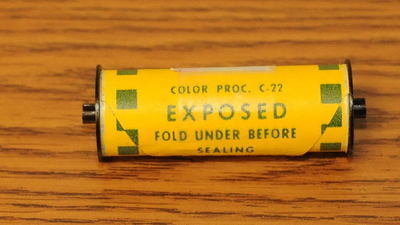 COLOR PROC. C-22
EXPOSED
FOLD UNDER BEFORE
SEALING